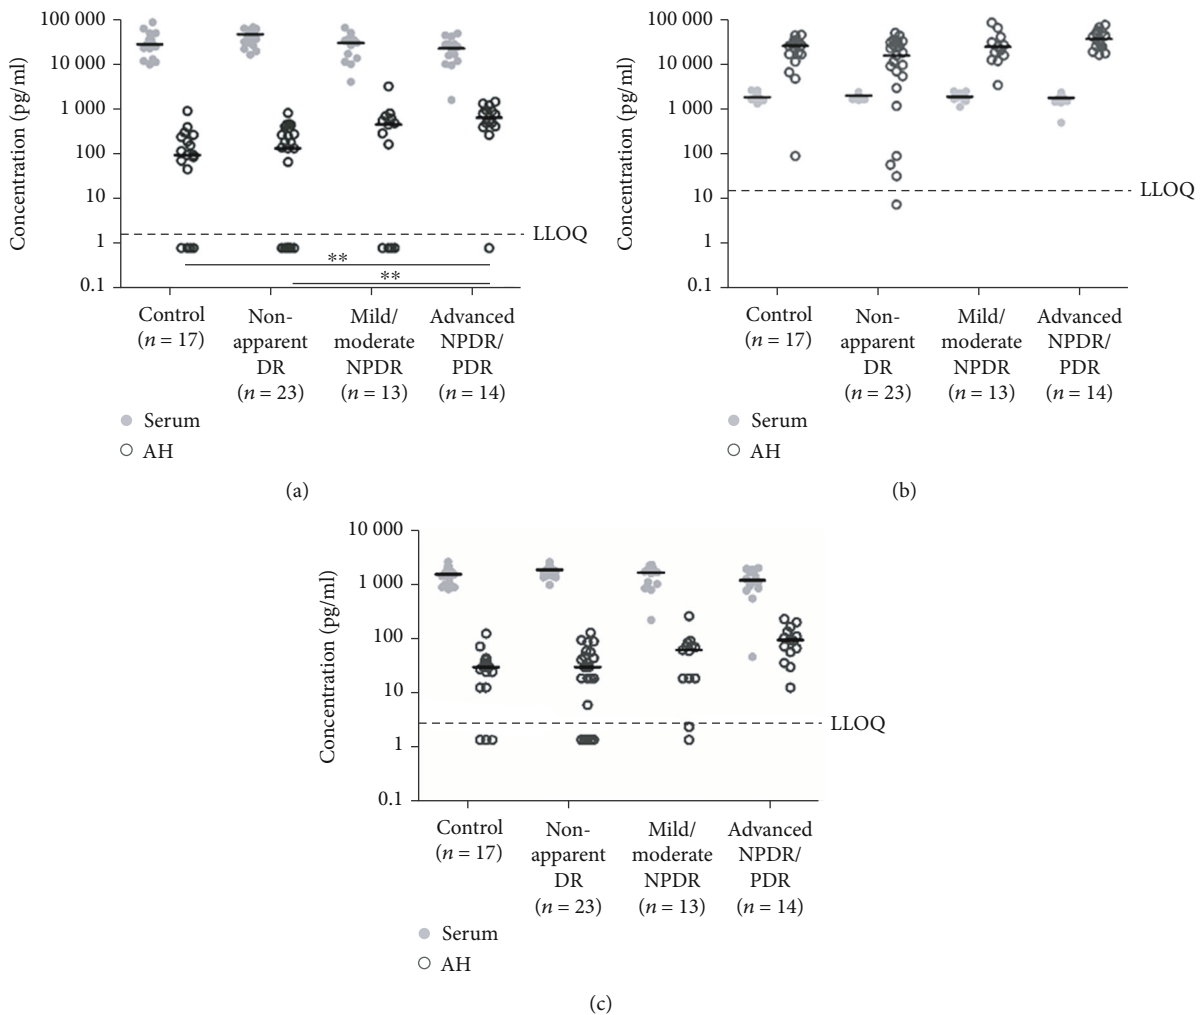 Concentration (pg/ml)
100 000
10 000
1 000
100
10
1
0.1
LLOQ
**
**
Control
(n = 17)
Non-
apparent
DR
(n = 23)
Mild/
moderate
NPDR
(n = 13)
Advanced
NPDR/
PDR
(n = 14)
Serum
AH
(a)
Concentration (pg/ml)
100 000
10 000
1 000
100
10
1
0.1
LLOQ
Control
(n = 17)
Non-
apparent
DR
(n = 23)
Mild/
moderate
NPDR
(n = 13)
Advanced
NPDR/
PDR
(n = 14)
Serum
AH
(b)
Concentration (pg/ml)
10 000
1 000
100
10
1
0.1
LLOQ
Control
(n = 17)
Non-
apparent
DR
(n = 23)
Mild/
moderate
NPDR
(n = 13)
Advanced
NPDR/
PDR
(n = 14)
Serum
AH
(c)